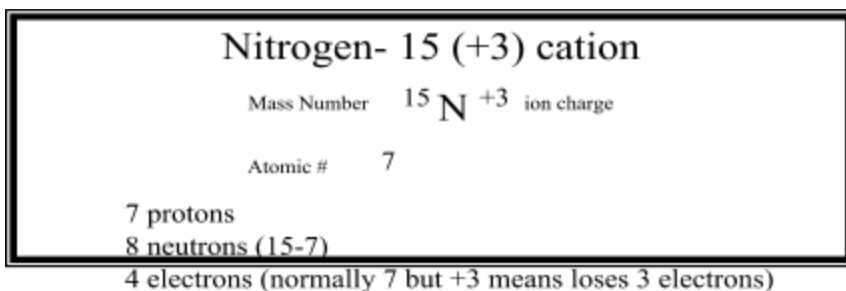 Nitrogen- 15 (+3) cation
Mass Number 15 N +3 ion charge
Atomic # 7
7 protons
8 neutrons (15-7)
4 electrons (normally 7 but +3 means loses 3 electrons)